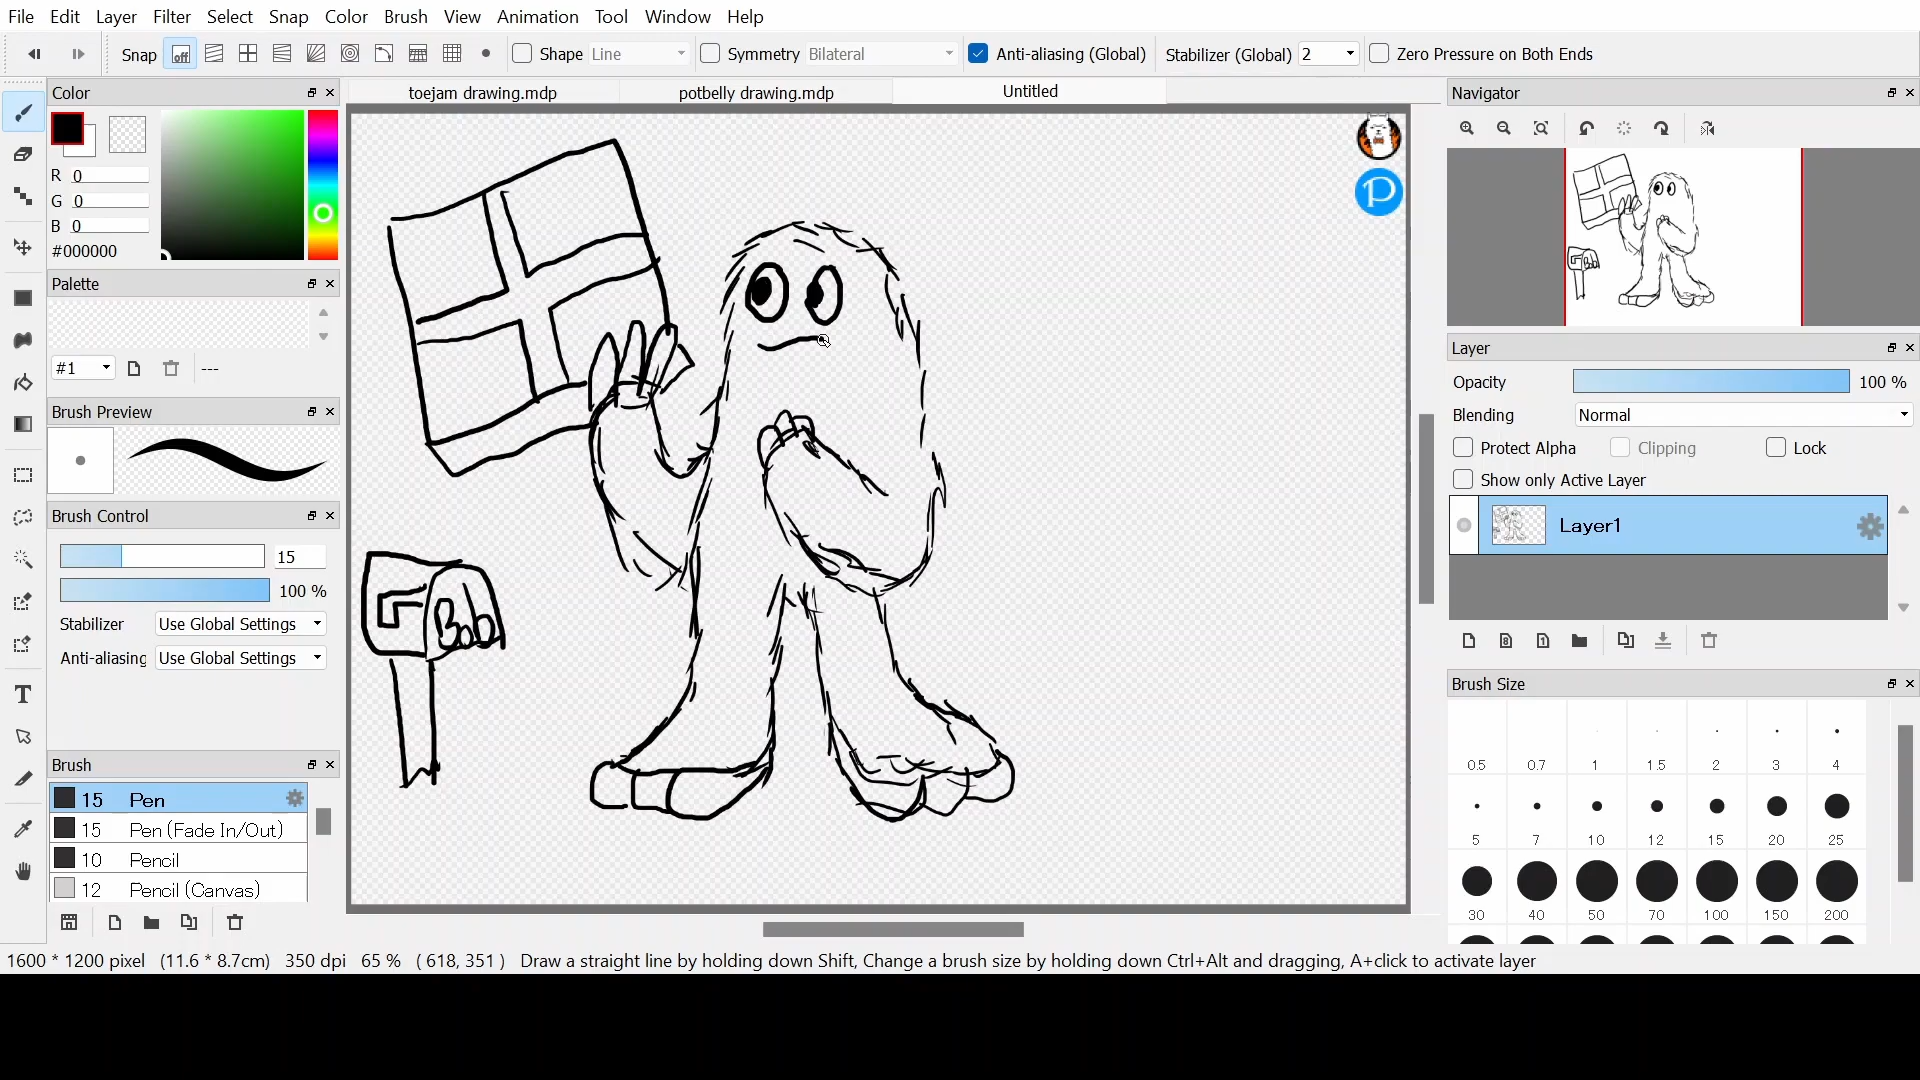 File Edit Layer Filter Select Snap Color Brush View Animation Tool Window Help
Snap off Shape Line Symmetry Bilateral Anti-aliasing (Global) Stabilizer (Global) 2 Zero Pressure on Both Ends
Color
toejam drawing.mdp potbelly drawing.mdp Untitled
Navigator
R 0
G 0
B 0
#000000
Palette
#1 ---
Brush Preview
Brush Control
15
100 %
Stabilizer Use Global Settings
Anti-aliasing Use Global Settings
Brush
15 Pen
15 Pen (Fade In/Out)
10 Pencil
12 Pencil (Canvas)
Bob
P
Layer
Opacity 100 %
Blending Normal
Protect Alpha Clipping Lock
Show only Active Layer
Layer1
8 1
Brush Size
0.5 0.7 1 1.5 2 3 4
5 7 10 12 15 20 25
30 40 50 70 100 150 200
T
1600 * 1200 pixel (11.6 * 8.7cm) 350 dpi 65 % ( 618, 351 ) Draw a straight line by holding down Shift, Change a brush size by holding down Ctrl+Alt and dragging, A+click to activate layer